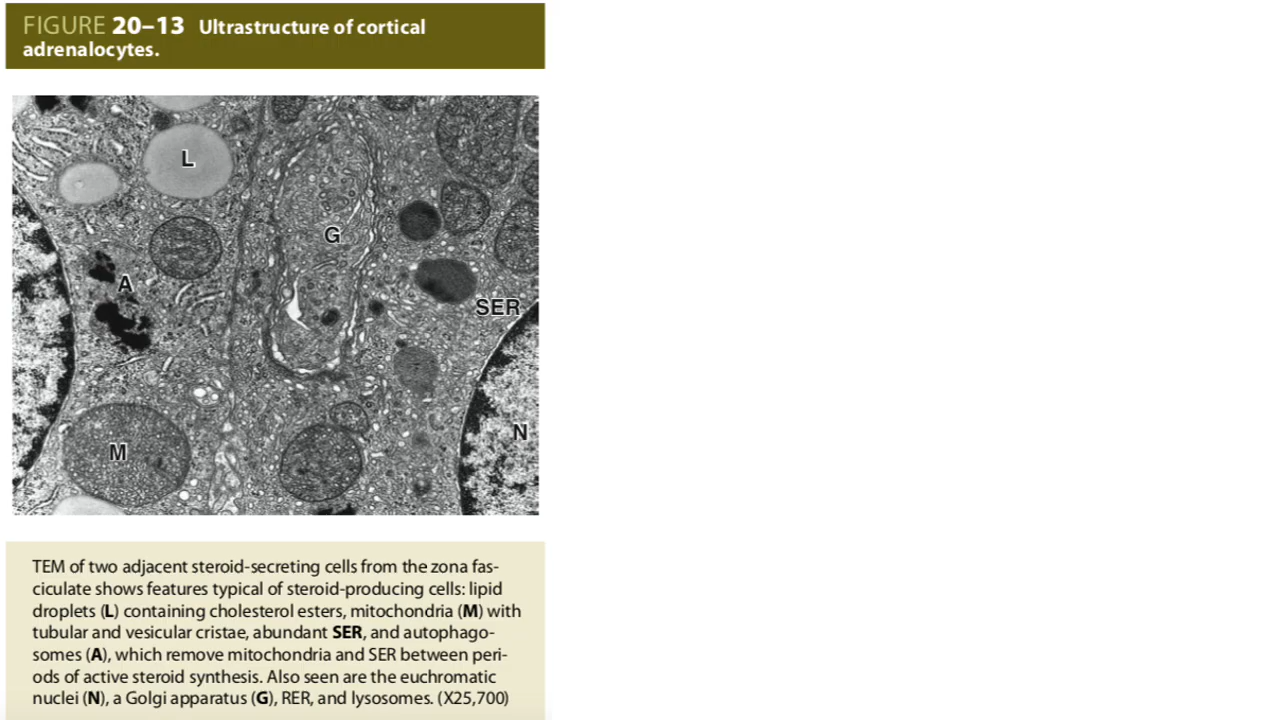 FIGURE 20–13 Ultrastructure of cortical
adrenalocytes.
L
G
A
SER
N
M
TEM of two adjacent steroid-secreting cells from the zona fas-
ciculate shows features typical of steroid-producing cells: lipid
droplets (L) containing cholesterol esters, mitochondria (M) with
tubular and vesicular cristae, abundant SER, and autophago-
somes (A), which remove mitochondria and SER between peri-
ods of active steroid synthesis. Also seen are the euchromatic
nuclei (N), a Golgi apparatus (G), RER, and lysosomes. (X25,700)